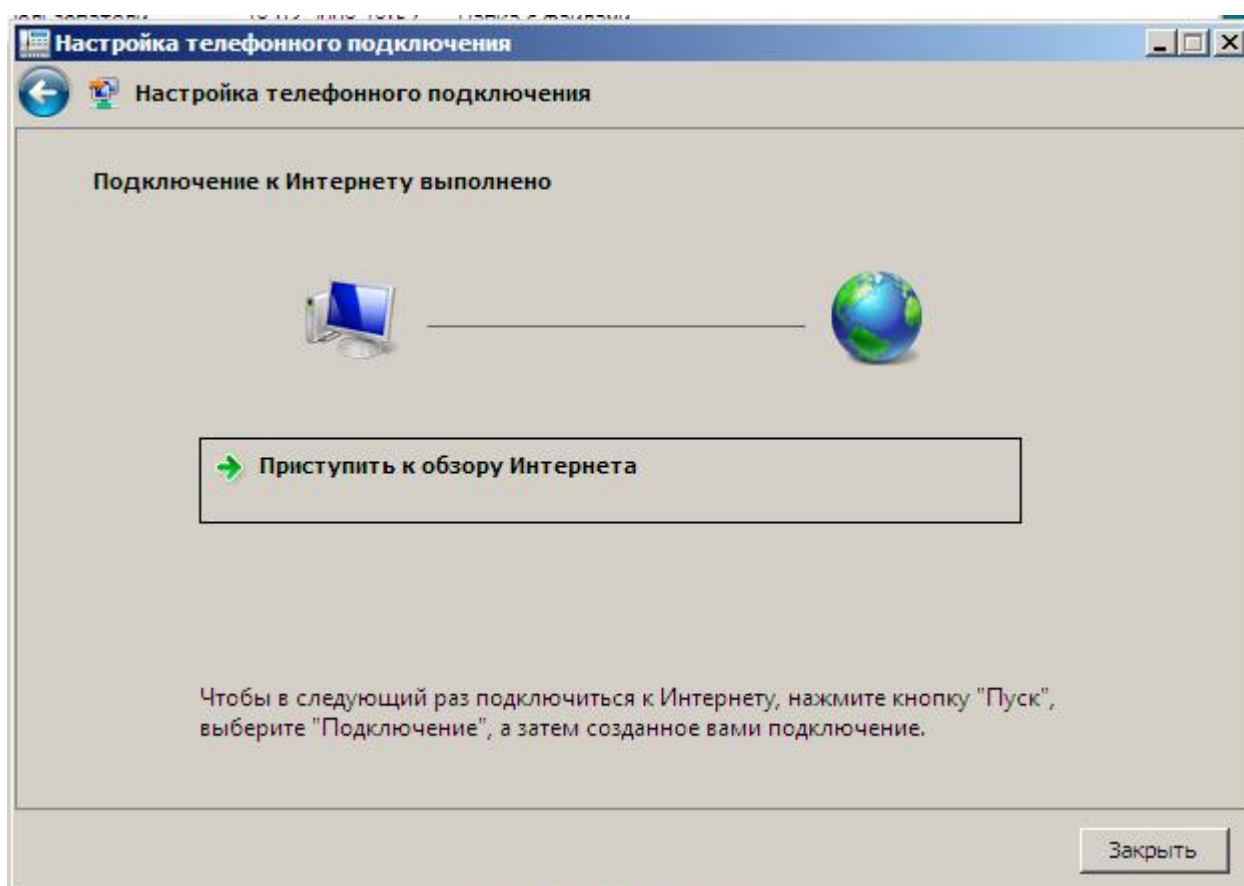 Настройка телефонного подключения
Настройка телефонного подключения
Подключение к Интернету выполнено
Приступить к обзору Интернета
Чтобы в следующий раз подключиться к Интернету, нажмите кнопку "Пуск",
выберите "Подключение", а затем созданное вами подключение.
Закрыть